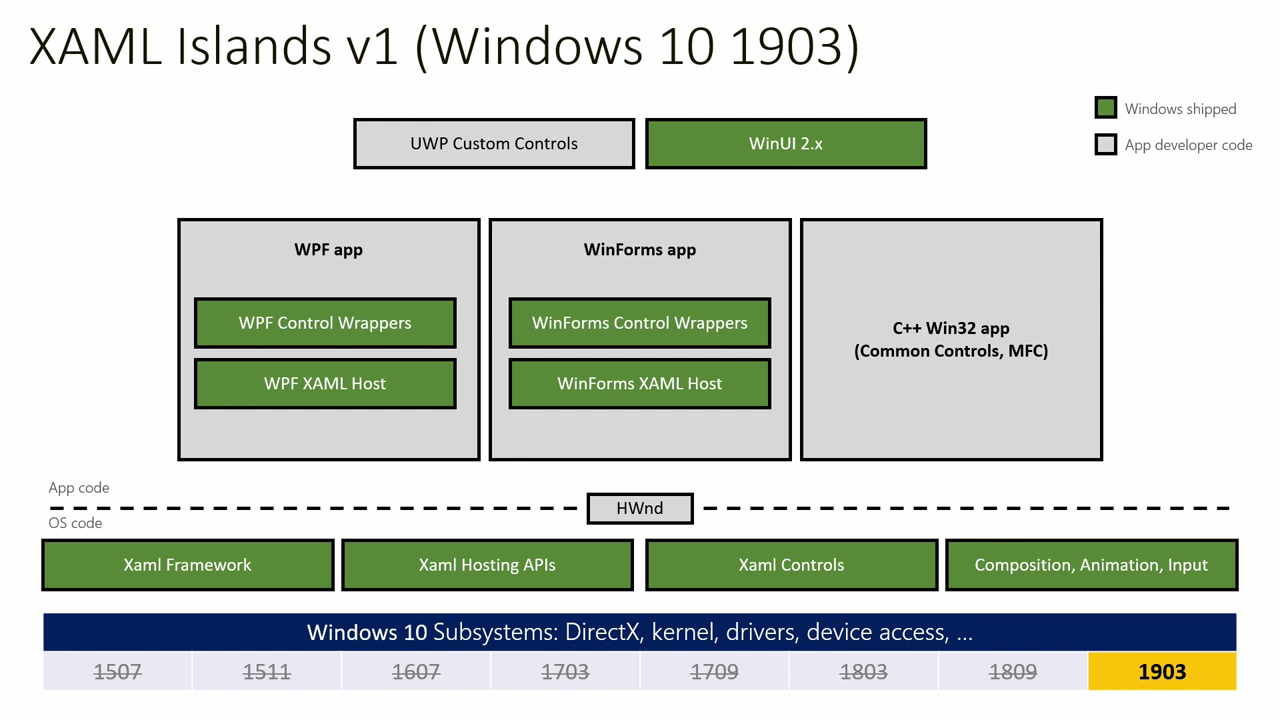 XAML Islands v1 (Windows 10 1903)
Windows shipped
App developer code
UWP Custom Controls
WinUI 2.x
WPF app
WPF Control Wrappers
WPF XAML Host
WinForms app
WinForms Control Wrappers
WinForms XAML Host
C++ Win32 app
(Common Controls, MFC)
App code
HWnd
OS code
Xaml Framework
Xaml Hosting APIs
Xaml Controls
Composition, Animation, Input
Windows 10 Subsystems: DirectX, kernel, drivers, device access, ...
1507
1511
1607
1703
1709
1803
1809
1903